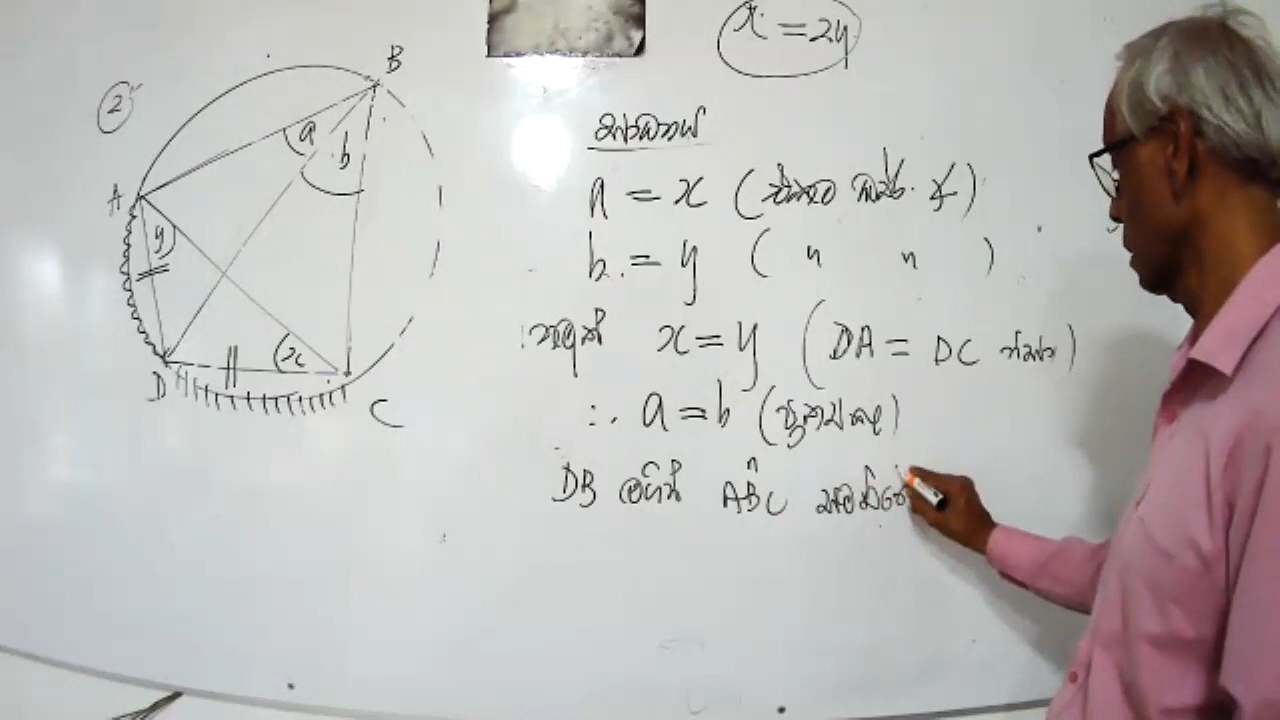 x = 2y
2
B
a
b
A
y
x
D
C
සාධනය
a = x (එකම ඛණ්ඩ. ∢)
b = y ( " " )
නමුත් x = y (DA = DC නිසා)
∴ a = b (ප්‍රත්‍යක්ෂ)
DB මගින් AB̂C සමච්ඡේ